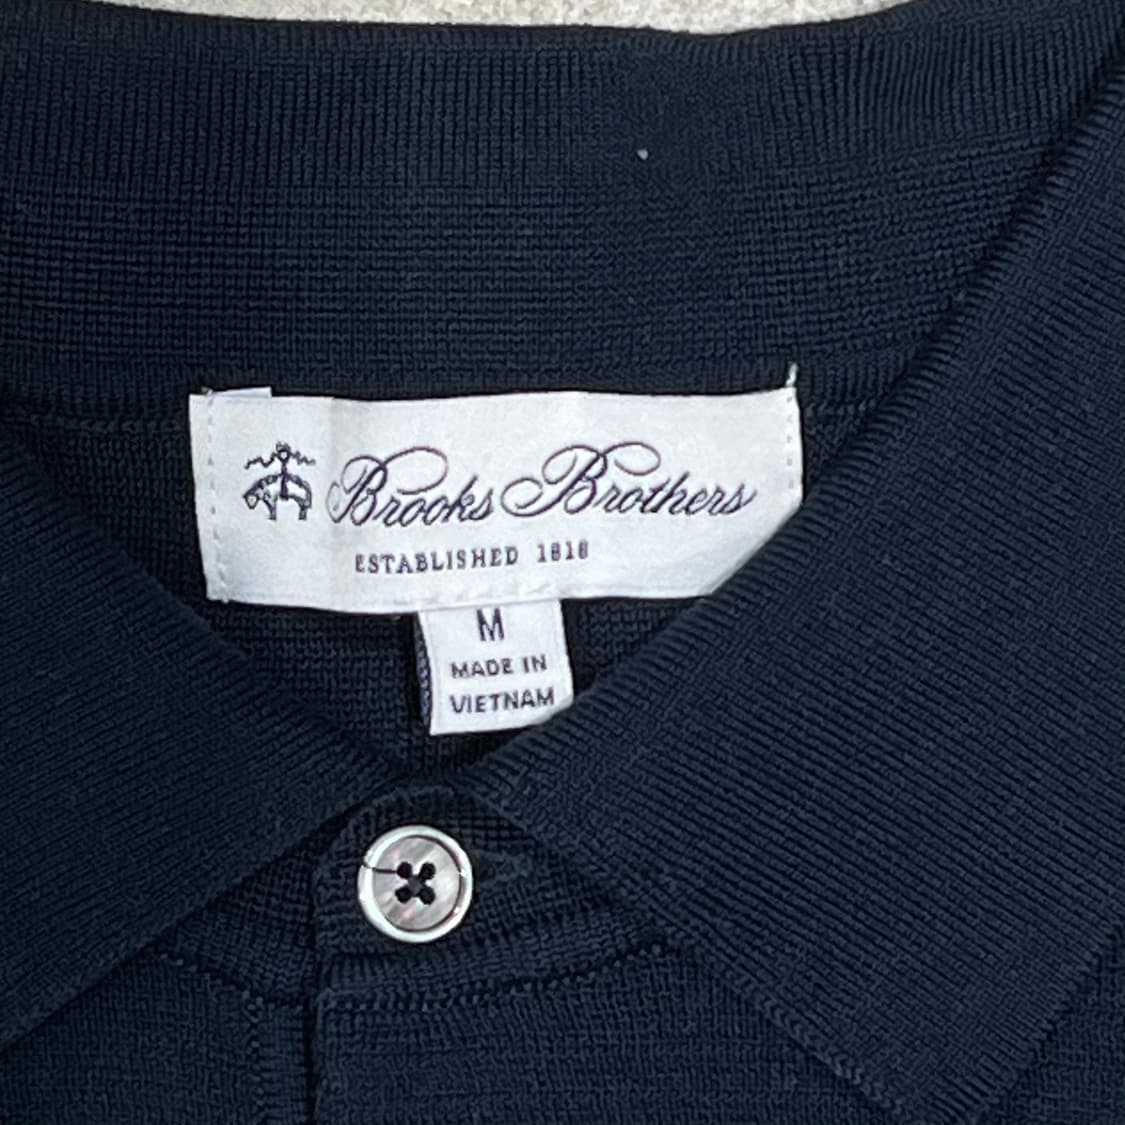 Brooks Brothers
ESTABLISHED 1818
M
MADE IN
VIETNAM